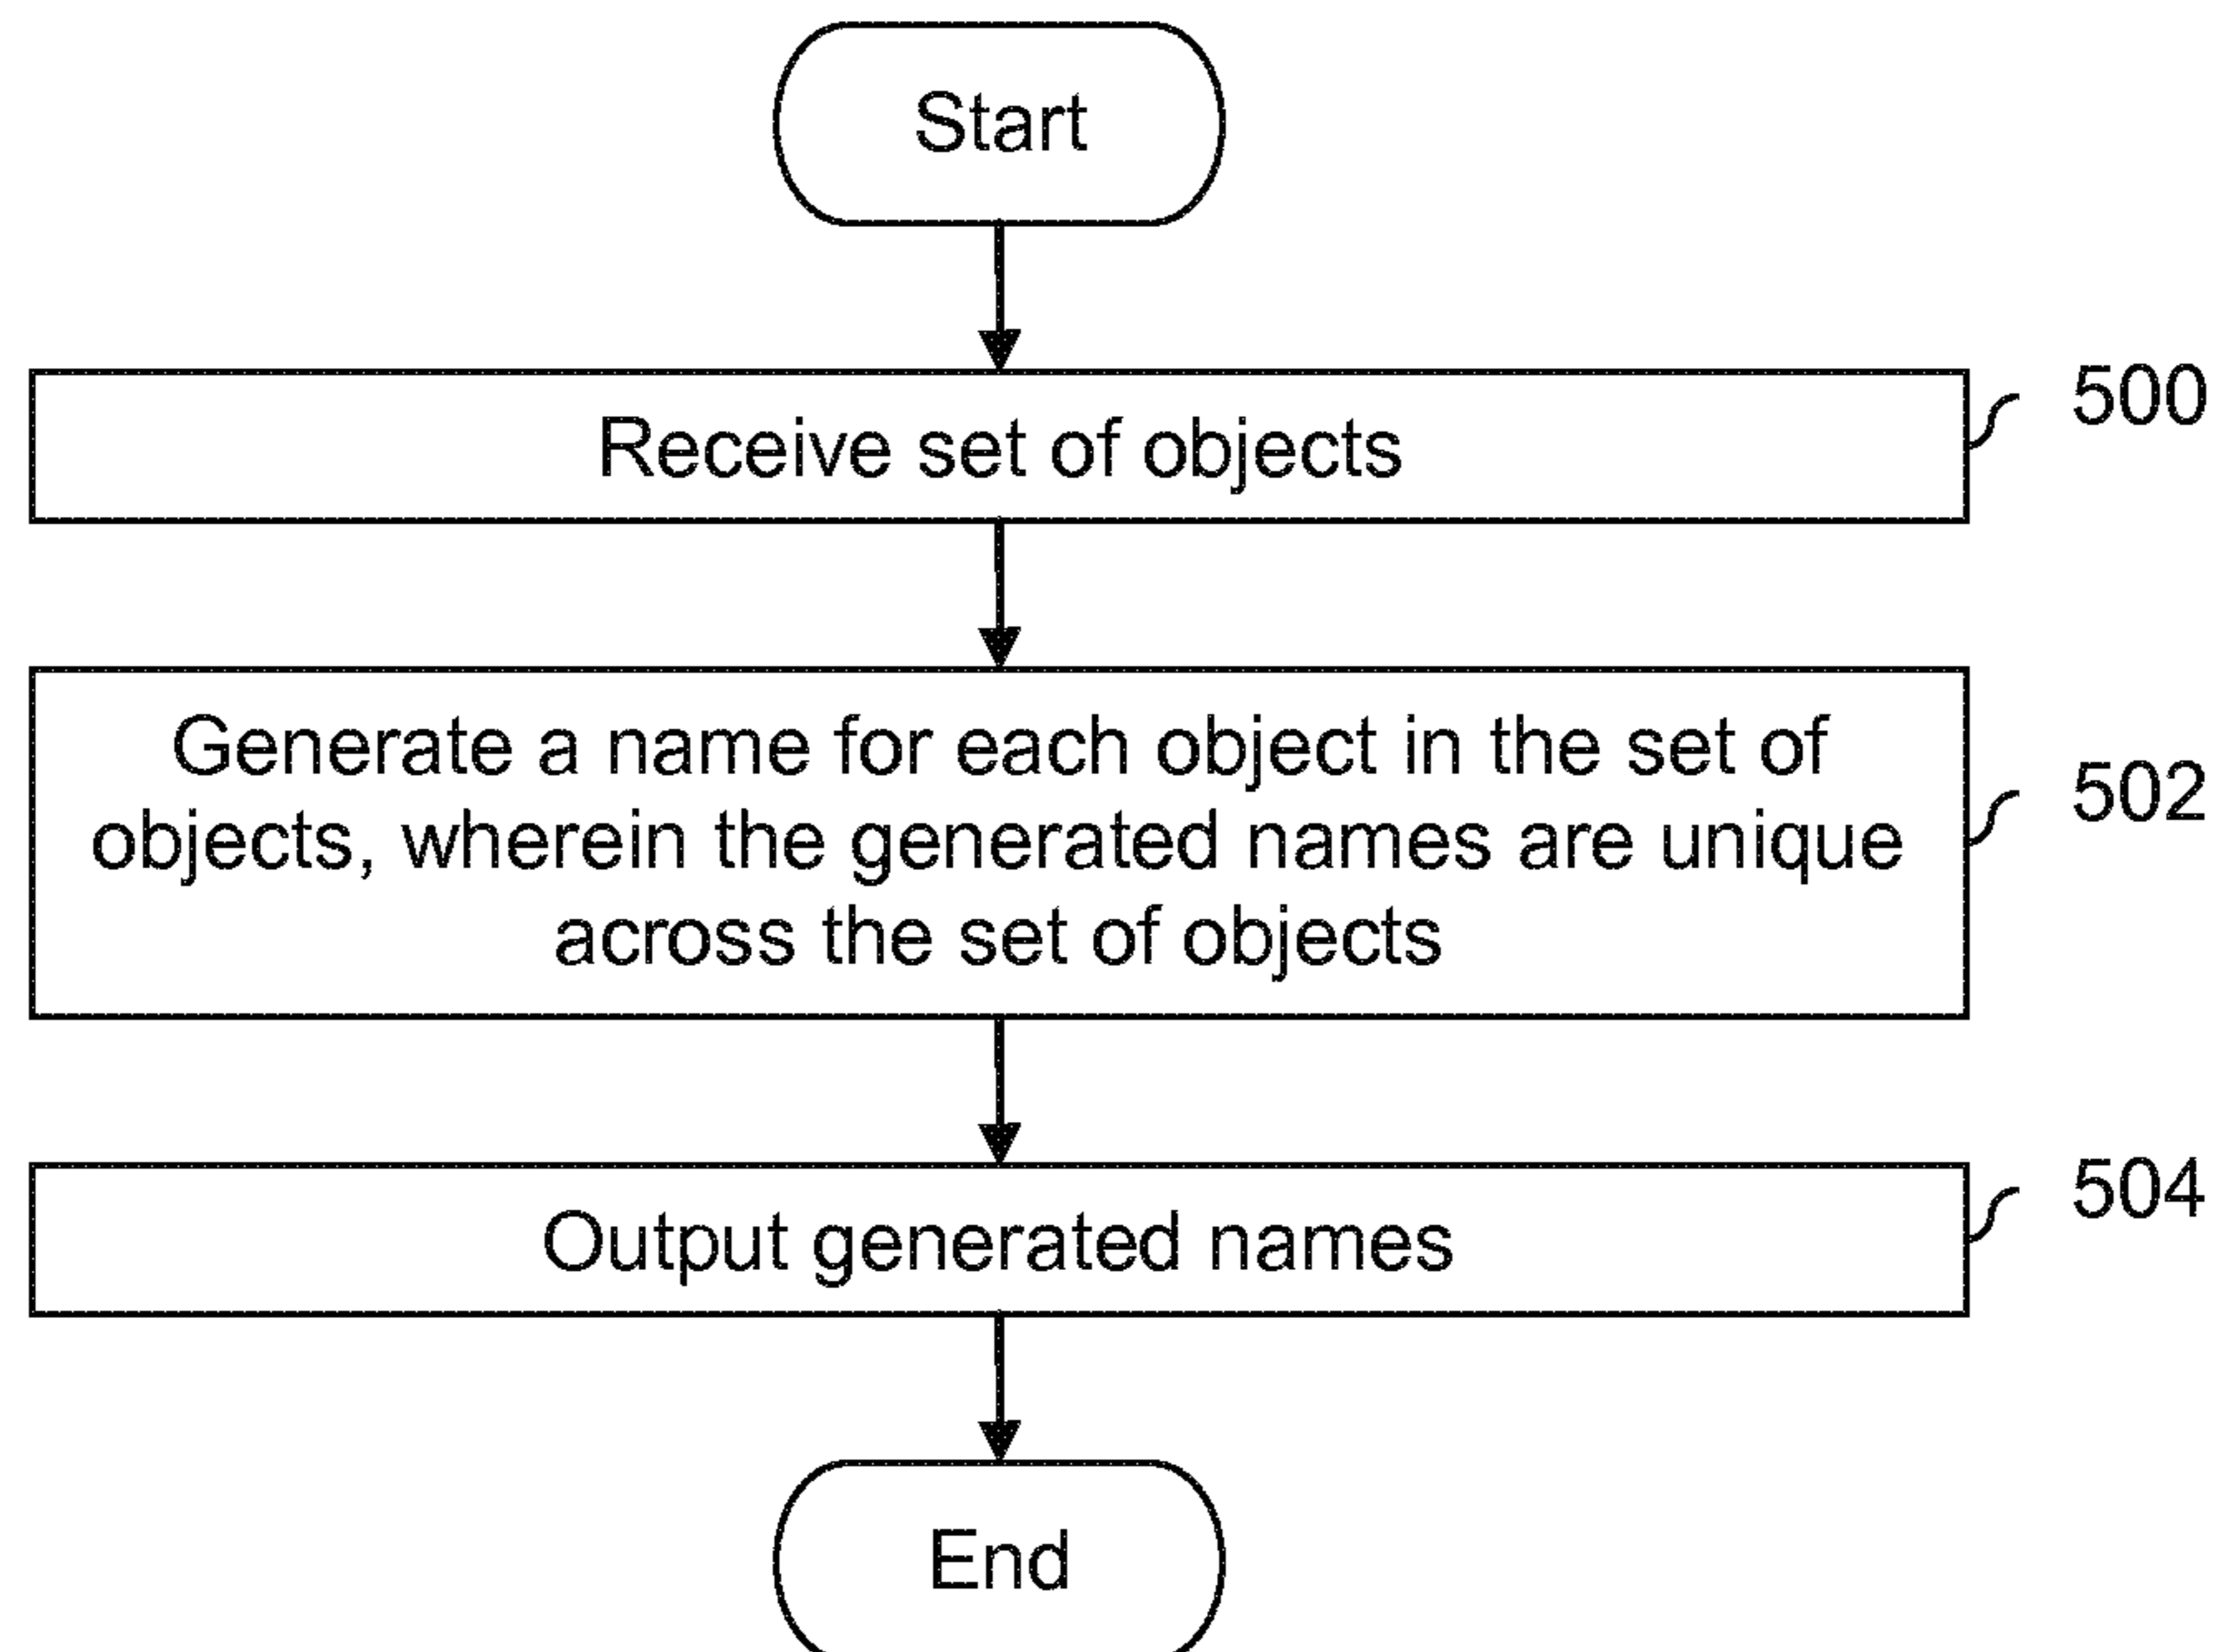 Start
Receive set of objects
500
Generate a name for each object in the set of
objects, wherein the generated names are unique
across the set of objects
502
Output generated names
504
End